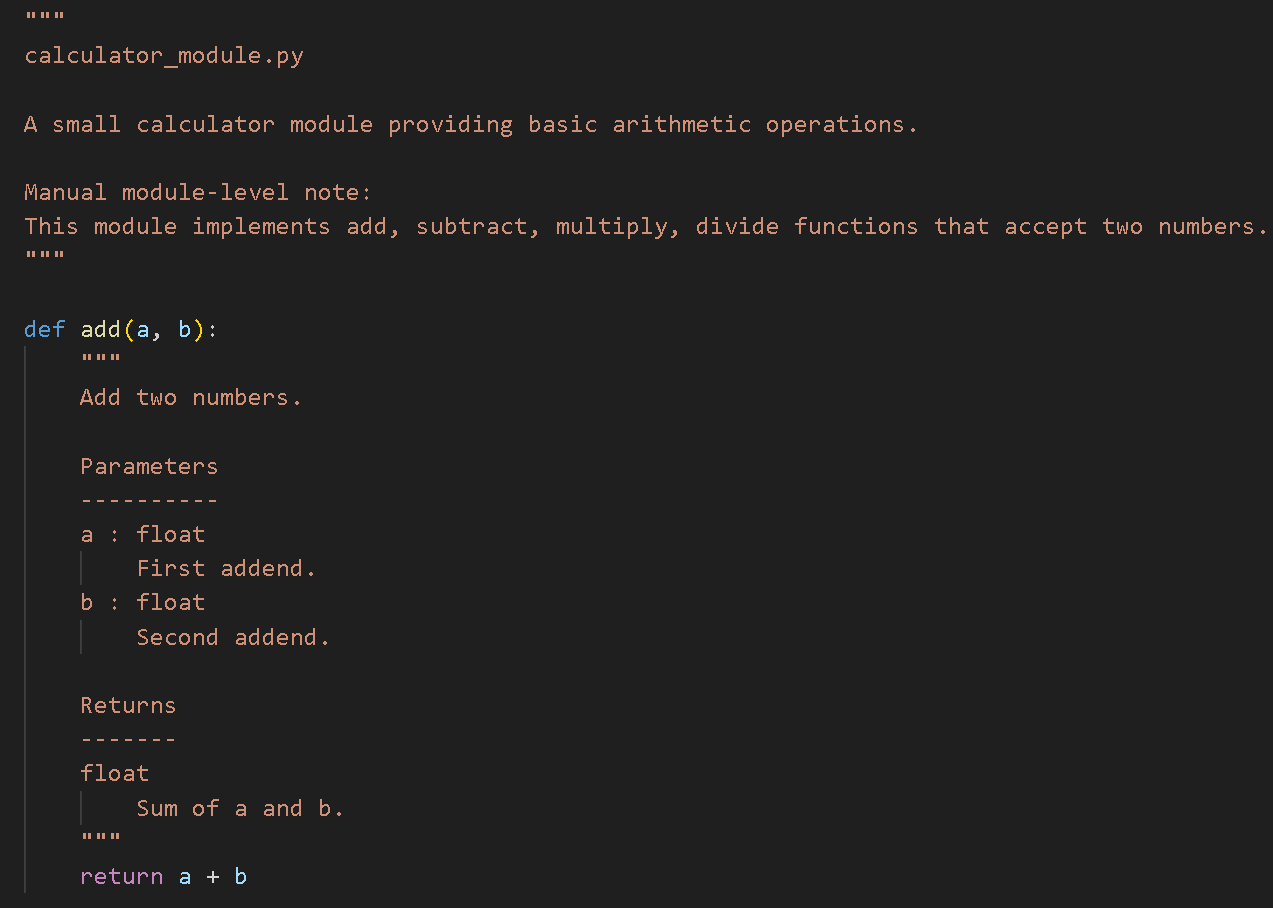 """
calculator_module.py
A small calculator module providing basic arithmetic operations.
Manual module-level note:
This module implements add, subtract, multiply, divide functions that accept two numbers.
"""
def add(a, b):
"""
Add two numbers.
Parameters
----------
a : float
First addend.
b : float
Second addend.
Returns
-------
float
Sum of a and b.
"""
return a + b